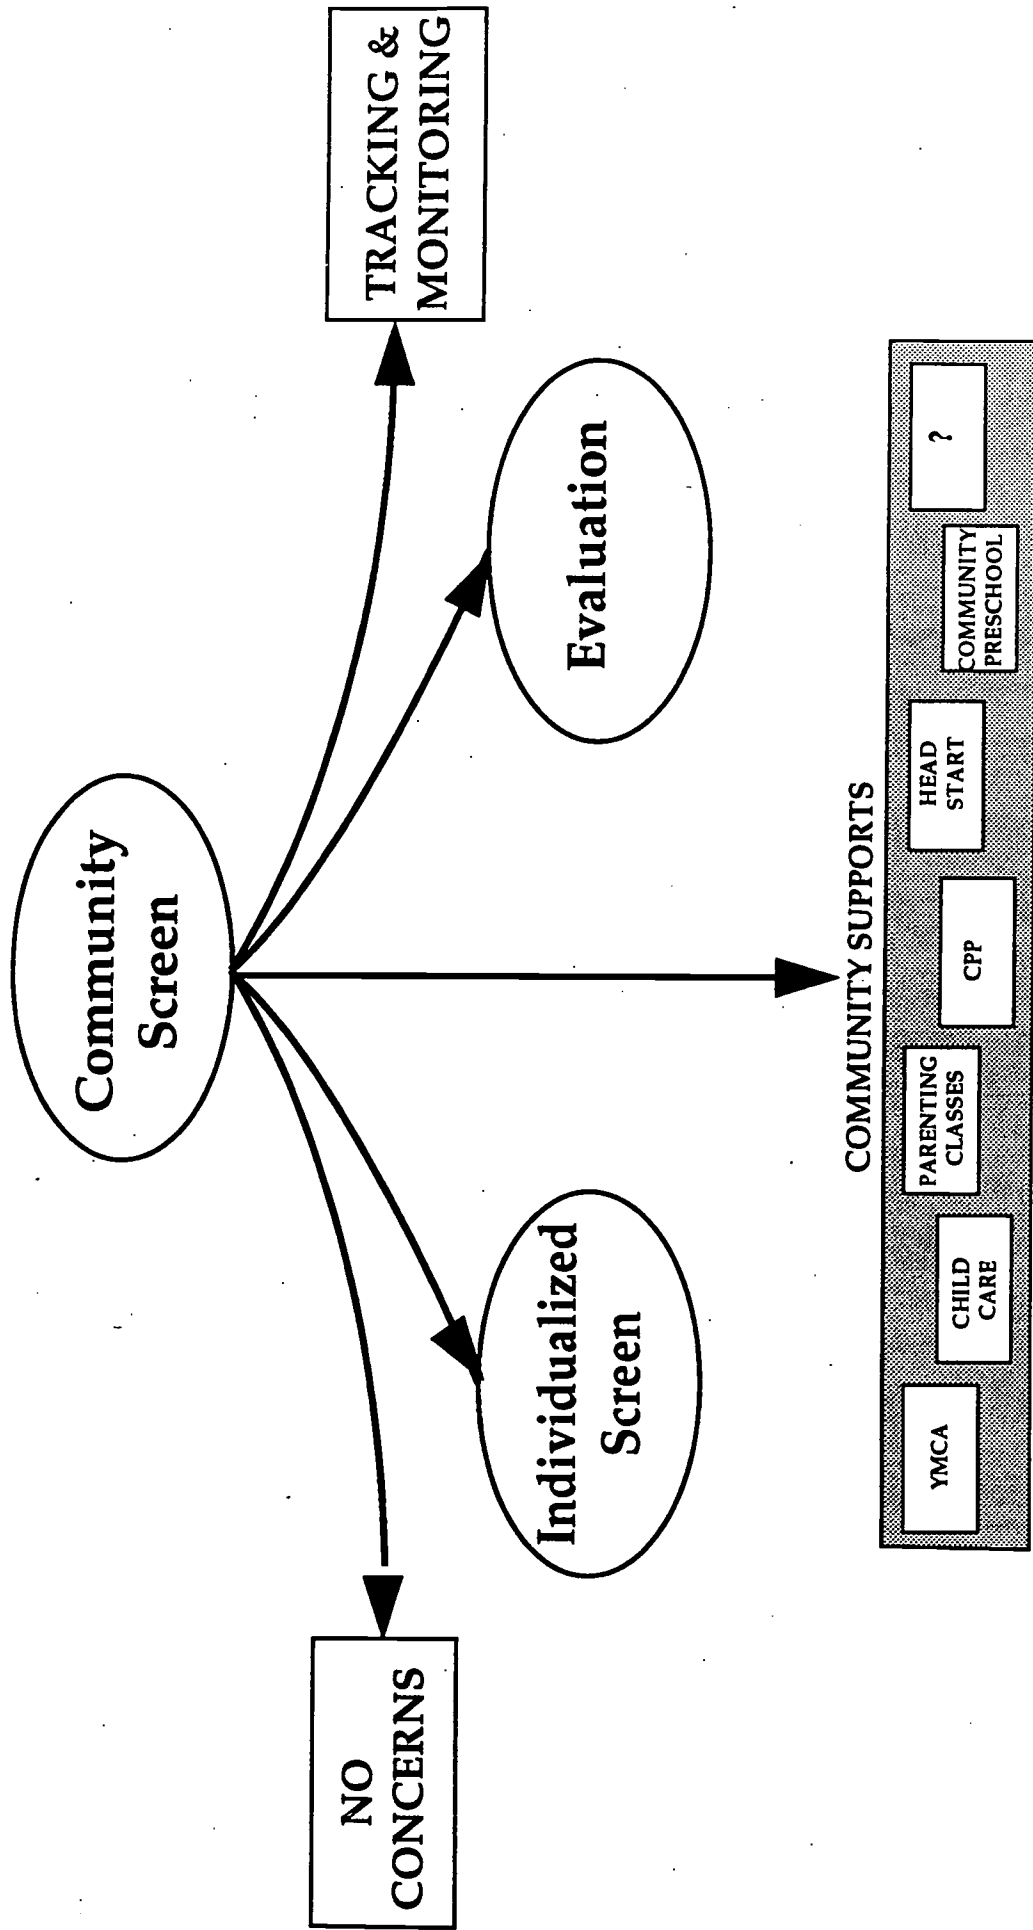 Community
Screen
NO
CONCERNS
TRACKING &
MONITORING
Individualized
Screen
Evaluation
COMMUNITY SUPPORTS
YMCA
CHILD
CARE
PARENTING
CLASSES
CPP
HEAD
START
COMMUNITY
PRESCHOOL
?